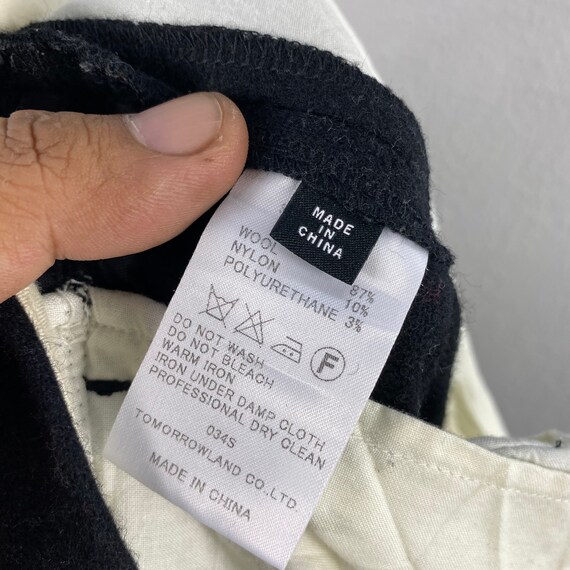 MADE
IN
CHINA
WOOL 87%
NYLON 10%
POLYURETHANE 3%
F
DO NOT WASH
DO NOT BLEACH
WARM IRON
IRON UNDER DAMP CLOTH
PROFESSIONAL DRY CLEAN
034S
TOMORROWLAND CO.,LTD.
MADE IN CHINA